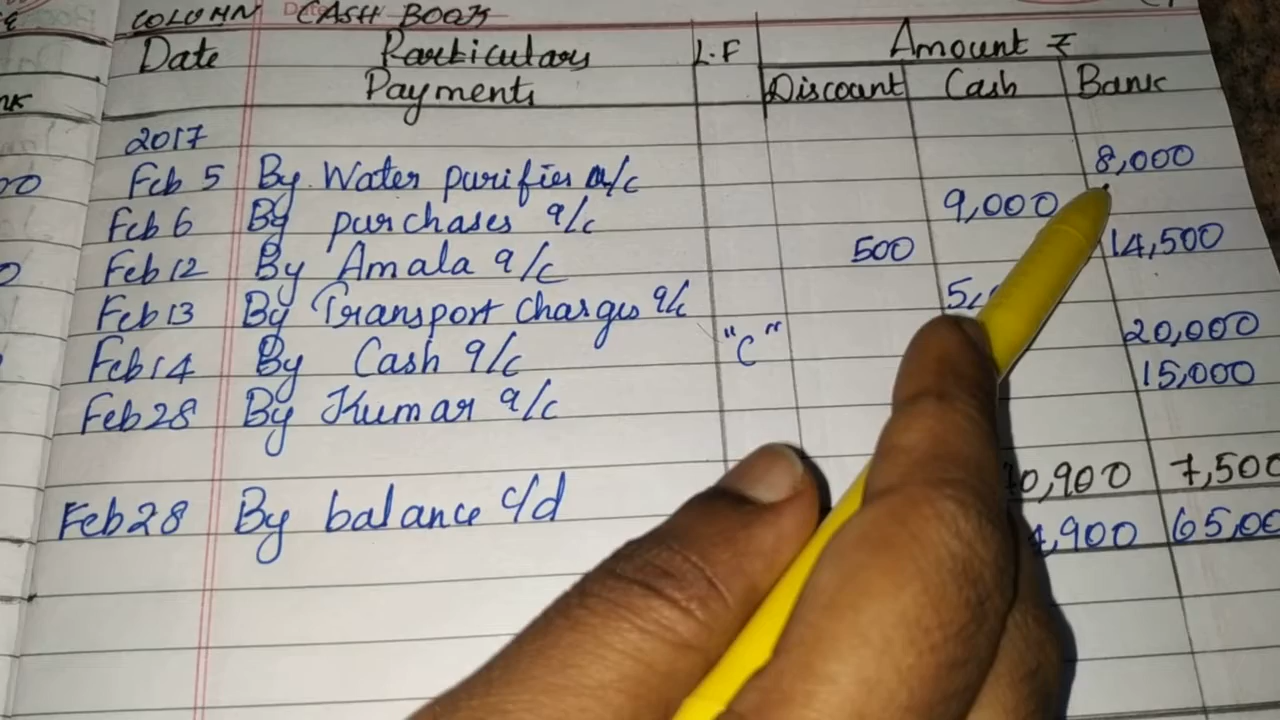 COLUMN CASH BOOK
Date Particulars L.F Amount ₹
Payments Discount Cash Bank
2017
Feb 5 By Water purifier a/c 8,000
Feb 6 By purchases a/c 9,000
Feb 12 By Amala a/c 500 14,500
Feb 13 By Transport charges a/c
Feb 14 By Cash a/c "C" 20,000
Feb 28 By Kumar a/c 15,000
Feb 28 By balance c/d 7,500